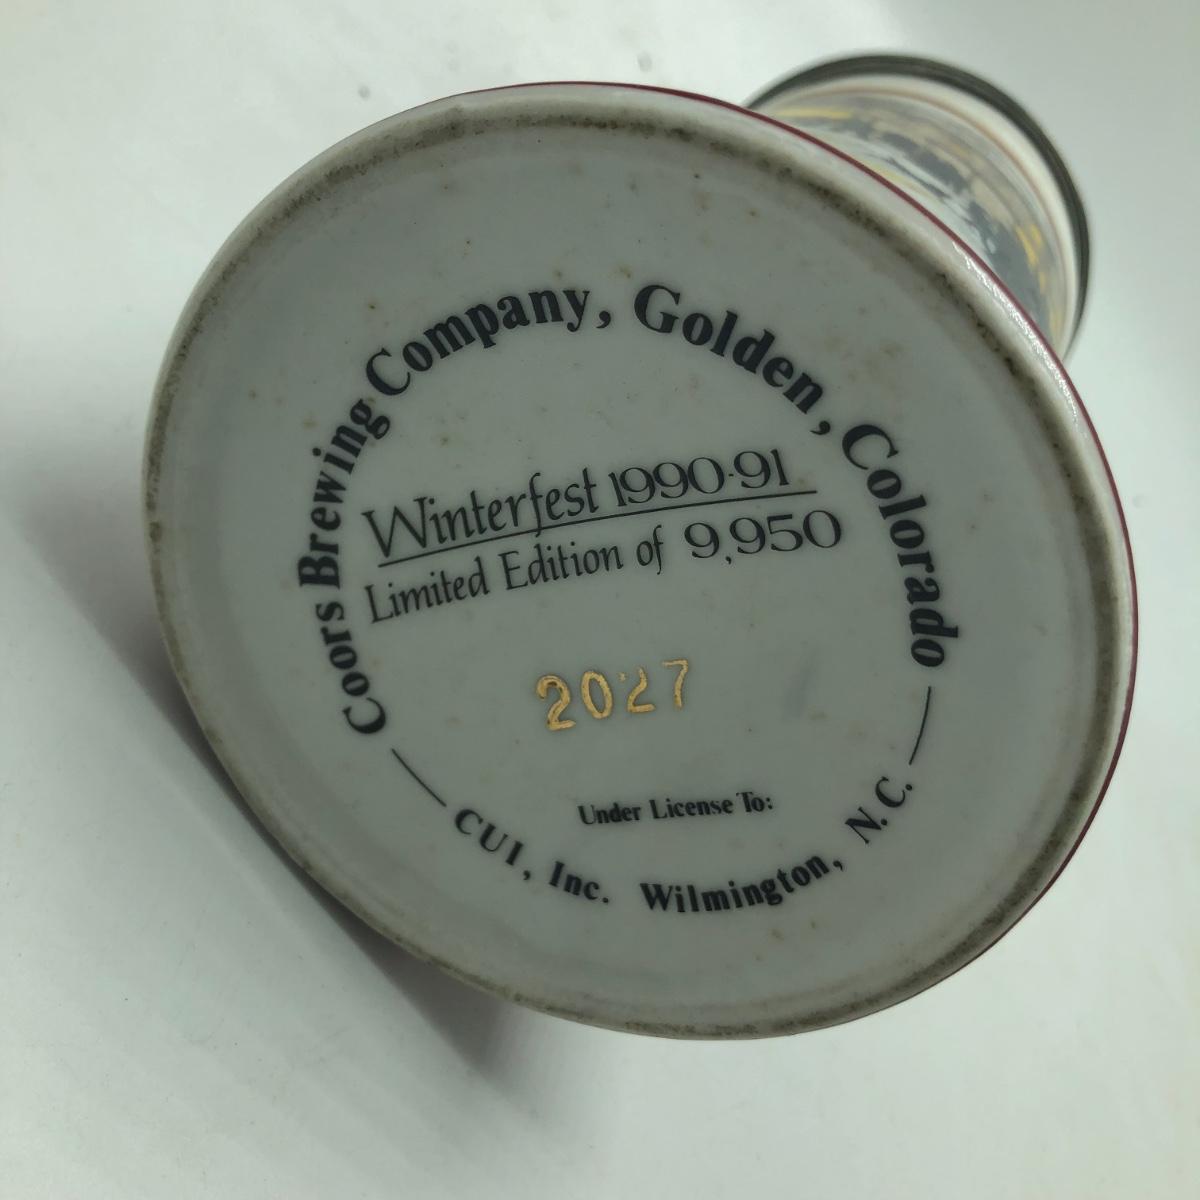 Coors Brewing Company, Golden, Colorado
Winterfest 1990-91
Limited Edition of 9,950
2027
Under License To:
CUI, Inc. Wilmington, N.C.